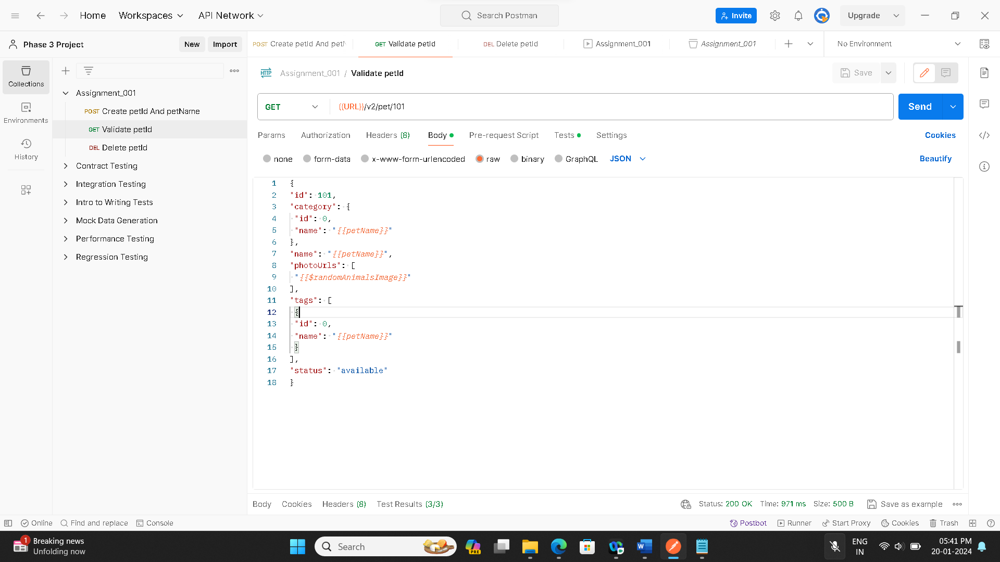 Home Workspaces API Network Search Postman Invite Upgrade
Phase 3 Project New Import
POST Create petId And petN GET Validate petId DEL Delete petId Assignment_001 Assignment_001 No Environment
Collections
Environments
History
Assignment_001
POST Create petId And petName
GET Validate petId
DEL Delete petId
Contract Testing
Integration Testing
Intro to Writing Tests
Mock Data Generation
Performance Testing
Regression Testing
HTTP Assignment_001 / Validate petId Save
GET {{URL}}/v2/pet/101 Send
Params Authorization Headers (8) Body Pre-request Script Tests Settings Cookies
none form-data x-www-form-urlencoded raw binary GraphQL JSON Beautify
1 {
2 "id": 101,
3 "category": {
4 "id": 0,
5 "name": "{{petName}}"
6 },
7 "name": "{{petName}}",
8 "photoUrls": [
9 "{{$randomAnimalsImage}}"
10 ],
11 "tags": [
12 {
13 "id": 0,
14 "name": "{{petName}}"
15 }
16 ],
17 "status": "available"
18 }
Body Cookies Headers (8) Test Results (3/3) Status: 200 OK Time: 971 ms Size: 500 B Save as example
Online Find and replace Console Postbot Runner Start Proxy Cookies Trash
1 Breaking news
Unfolding now
Search
PRE
W
ENG
IN
05:41 PM
20-01-2024